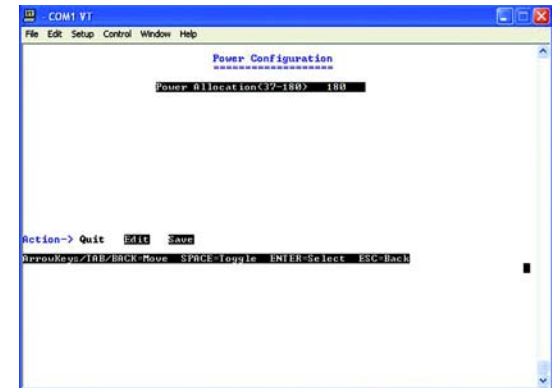 - COM1 VT
File Edit Setup Control Window Help
Power Configuration
===================
Power Allocation(37-180) 180
Action-> Quit Edit Save
ArrowKeys/TAB/BACK=Move SPACE=Toggle ENTER=Select ESC=Back